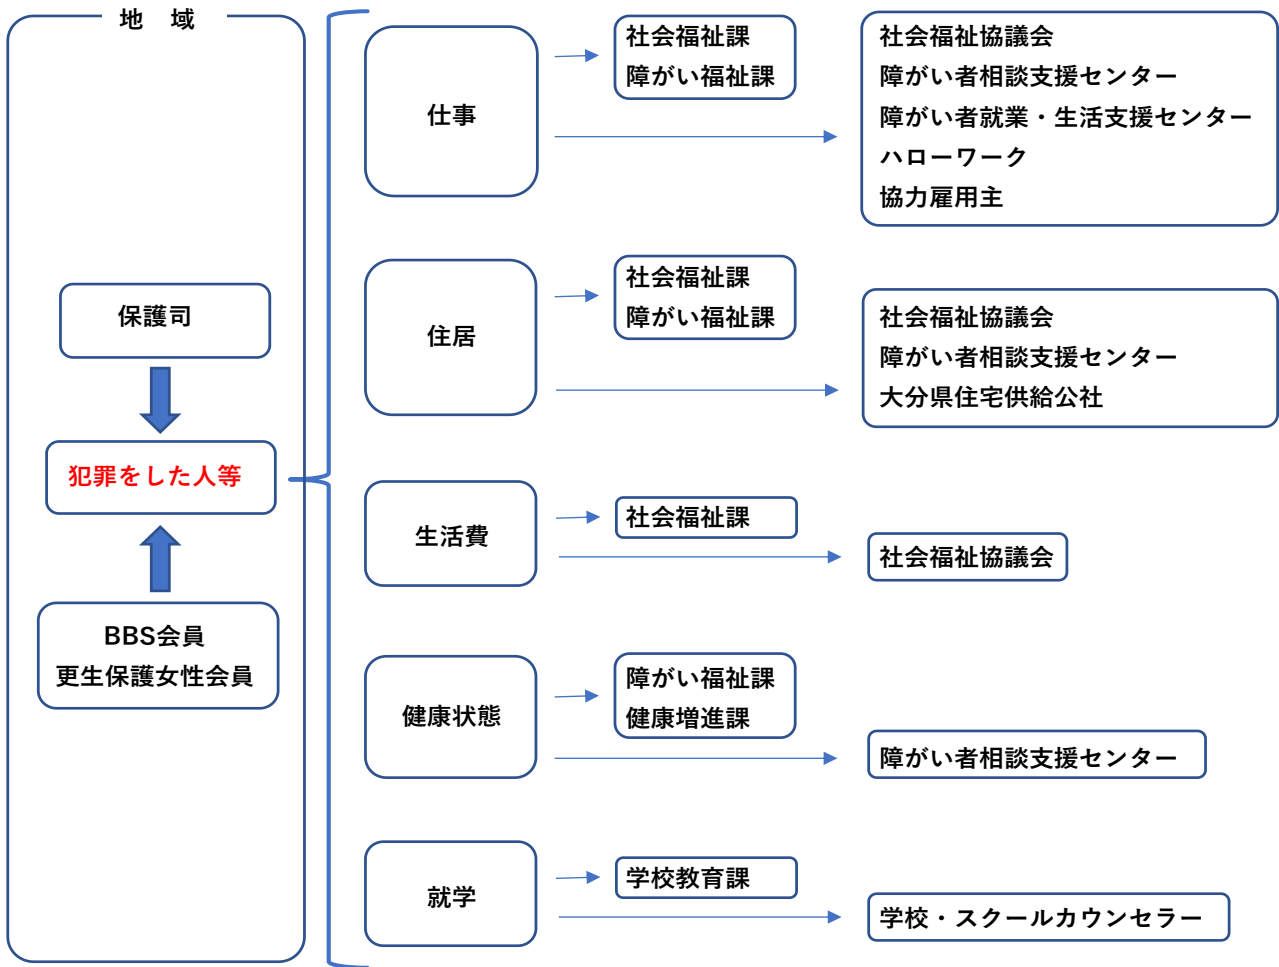 地　域
保護司
犯罪をした人等
BBS会員
更生保護女性会員
仕事
社会福祉課
障がい福祉課
社会福祉協議会
障がい者相談支援センター
障がい者就業・生活支援センター
ハローワーク
協力雇用主
住居
社会福祉課
障がい福祉課
社会福祉協議会
障がい者相談支援センター
大分県住宅供給公社
生活費
社会福祉課
社会福祉協議会
健康状態
障がい福祉課
健康増進課
障がい者相談支援センター
就学
学校教育課
学校・スクールカウンセラー